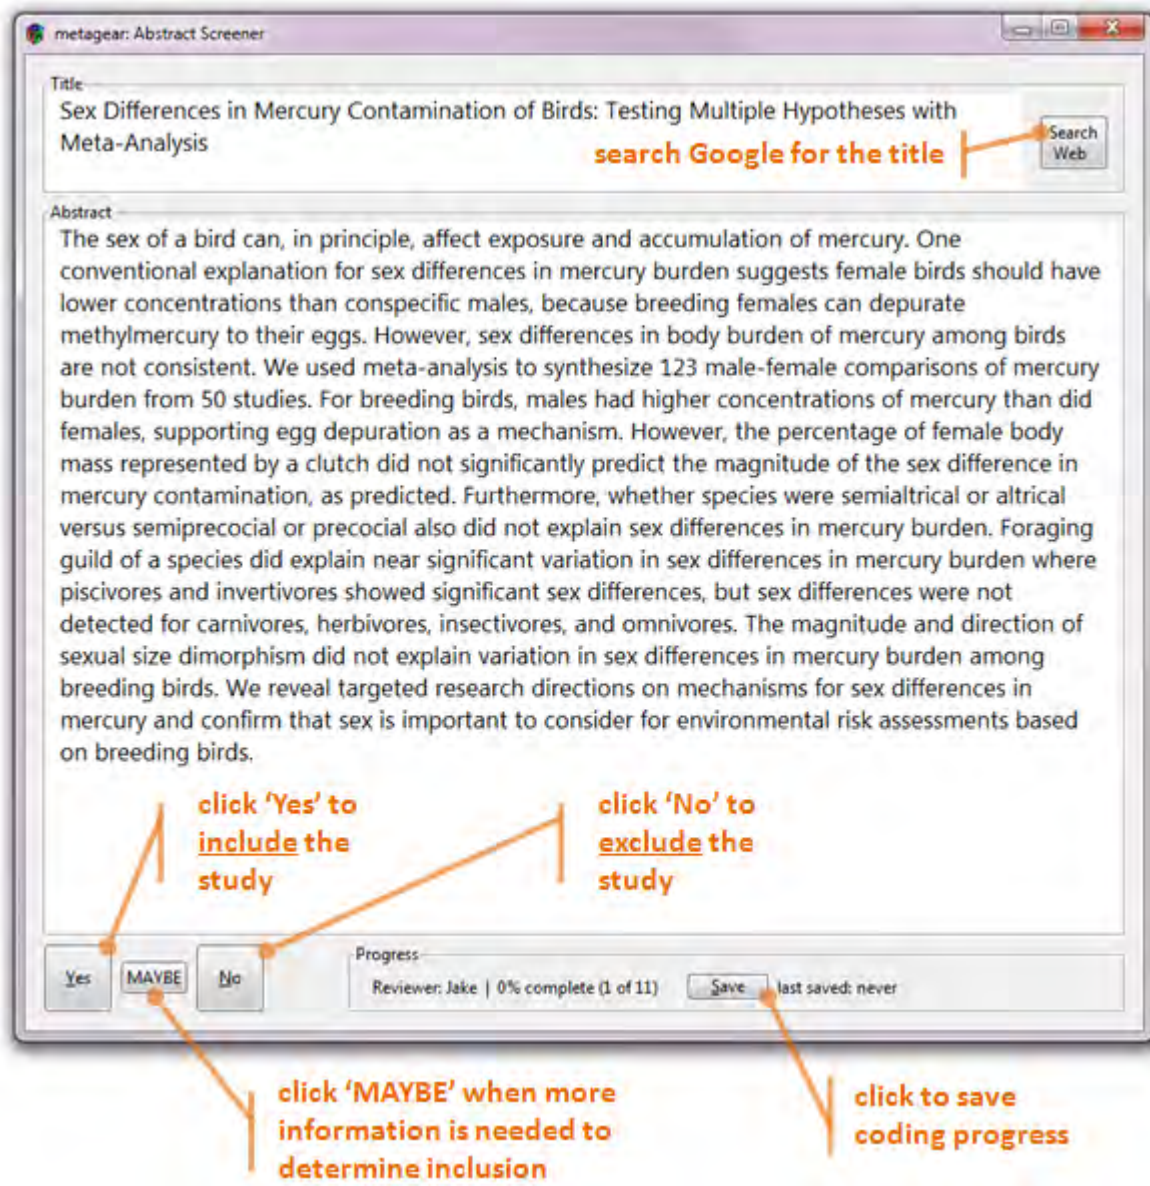 metagear: Abstract Screener
Title
Sex Differences in Mercury Contamination of Birds: Testing Multiple Hypotheses with
Meta-Analysis
search Google for the title
Search
Web
Abstract
The sex of a bird can, in principle, affect exposure and accumulation of mercury. One
conventional explanation for sex differences in mercury burden suggests female birds should have
lower concentrations than conspecific males, because breeding females can depurate
methylmercury to their eggs. However, sex differences in body burden of mercury among birds
are not consistent. We used meta-analysis to synthesize 123 male-female comparisons of mercury
burden from 50 studies. For breeding birds, males had higher concentrations of mercury than did
females, supporting egg depuration as a mechanism. However, the percentage of female body
mass represented by a clutch did not significantly predict the magnitude of the sex difference in
mercury contamination, as predicted. Furthermore, whether species were semialtrical or altrical
versus semiprecocial or precocial also did not explain sex differences in mercury burden. Foraging
guild of a species did explain near significant variation in sex differences in mercury burden where
piscivores and invertivores showed significant sex differences, but sex differences were not
detected for carnivores, herbivores, insectivores, and omnivores. The magnitude and direction of
sexual size dimorphism did not explain variation in sex differences in mercury burden among
breeding birds. We reveal targeted research directions on mechanisms for sex differences in
mercury and confirm that sex is important to consider for environmental risk assessments based
on breeding birds.
click ‘Yes’ to
include the
study
click ‘No’ to
exclude the
study
Yes
MAYBE
No
Progress
Reviewer: Jake | 0% complete (1 of 11)
Save
last saved: never
click ‘MAYBE’ when more
information is needed to
determine inclusion
click to save
coding progress